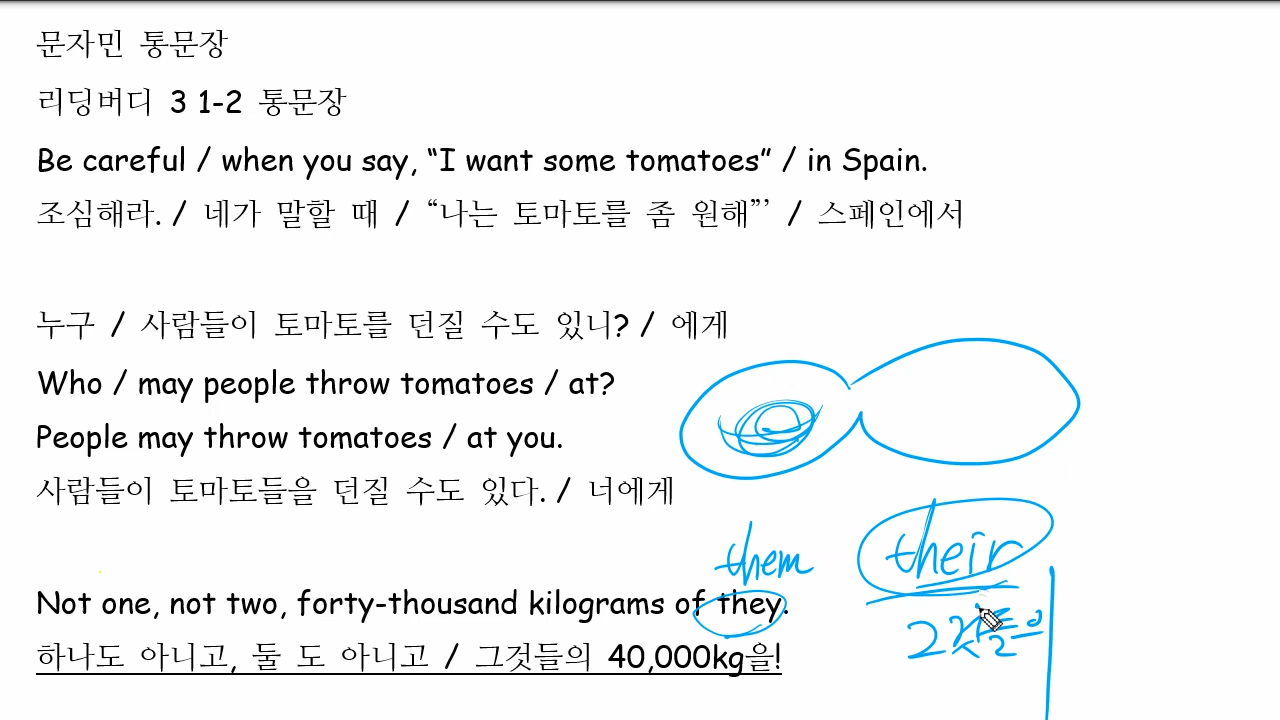 문자민 통문장
리딩버디 3 1-2 통문장
Be careful / when you say, “I want some tomatoes” / in Spain.
조심해라. / 네가 말할 때 / “나는 토마토를 좀 원해”’ / 스페인에서
누구 / 사람들이 토마토를 던질 수도 있니? / 에게
Who / may people throw tomatoes / at?
People may throw tomatoes / at you.
사람들이 토마토들을 던질 수도 있다. / 너에게
them their
Not one, not two, forty-thousand kilograms of they.
그것들의
하나도 아니고, 둘 도 아니고 / 그것들의 40,000kg을!